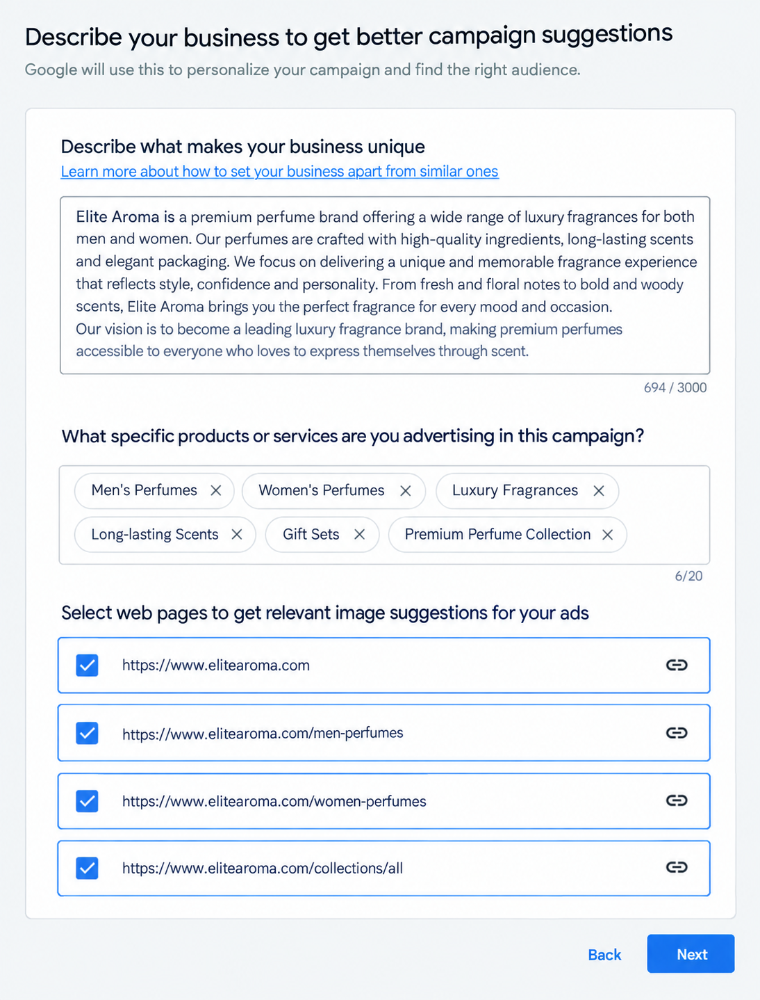 Describe your business to get better campaign suggestions
Google will use this to personalize your campaign and find the right audience.
Describe what makes your business unique
Learn more about how to set your business apart from similar ones
Elite Aroma is a premium perfume brand offering a wide range of luxury fragrances for both
men and women. Our perfumes are crafted with high-quality ingredients, long-lasting scents
and elegant packaging. We focus on delivering a unique and memorable fragrance experience
that reflects style, confidence and personality. From fresh and floral notes to bold and woody
scents, Elite Aroma brings you the perfect fragrance for every mood and occasion.
Our vision is to become a leading luxury fragrance brand, making premium perfumes
accessible to everyone who loves to express themselves through scent.
694 / 3000
What specific products or services are you advertising in this campaign?
Men's Perfumes Women's Perfumes Luxury Fragrances
Long-lasting Scents Gift Sets Premium Perfume Collection
6/20
Select web pages to get relevant image suggestions for your ads
https://www.elitearoma.com
https://www.elitearoma.com/men-perfumes
https://www.elitearoma.com/women-perfumes
https://www.elitearoma.com/collections/all
Back Next